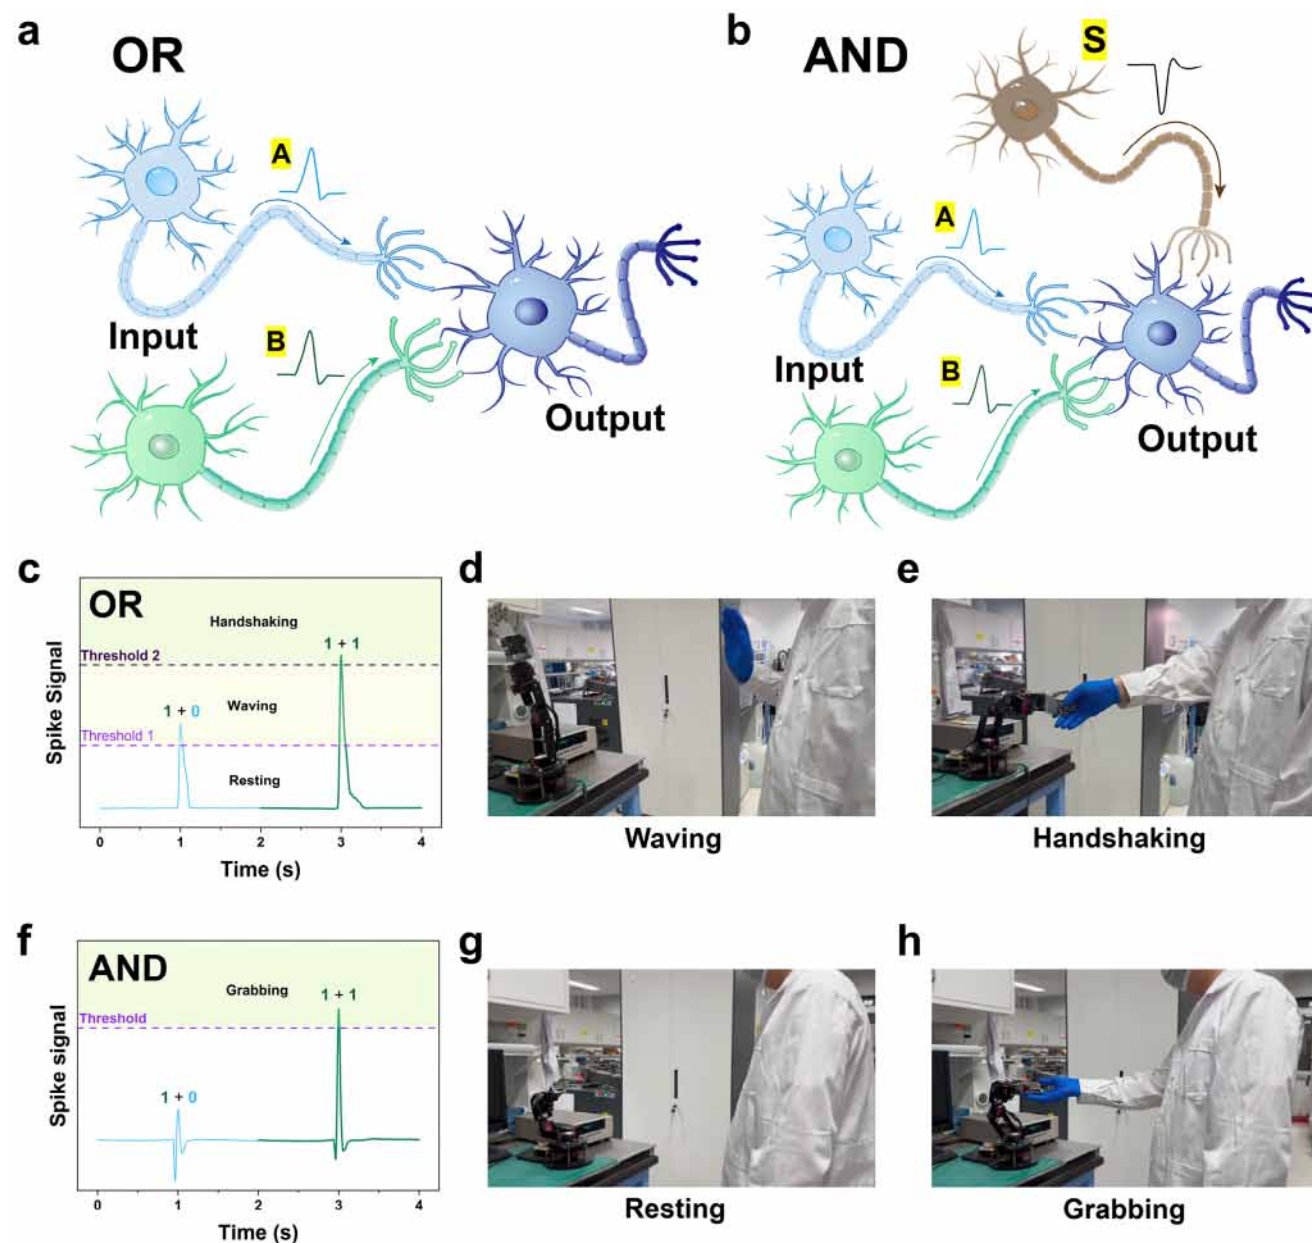 a
OR
A
Input
B
Output
b
AND
S
A
Input
B
Output
c
OR
Handshaking
1 + 1
Threshold 2
Waving
1 + 0
Threshold 1
Resting
Spike Signal
0 1 2 3 4
Time (s)
d
Waving
e
Handshaking
f
AND
Grabbing
1 + 1
Threshold
1 + 0
Spike signal
0 1 2 3 4
Time (s)
g
Resting
h
Grabbing